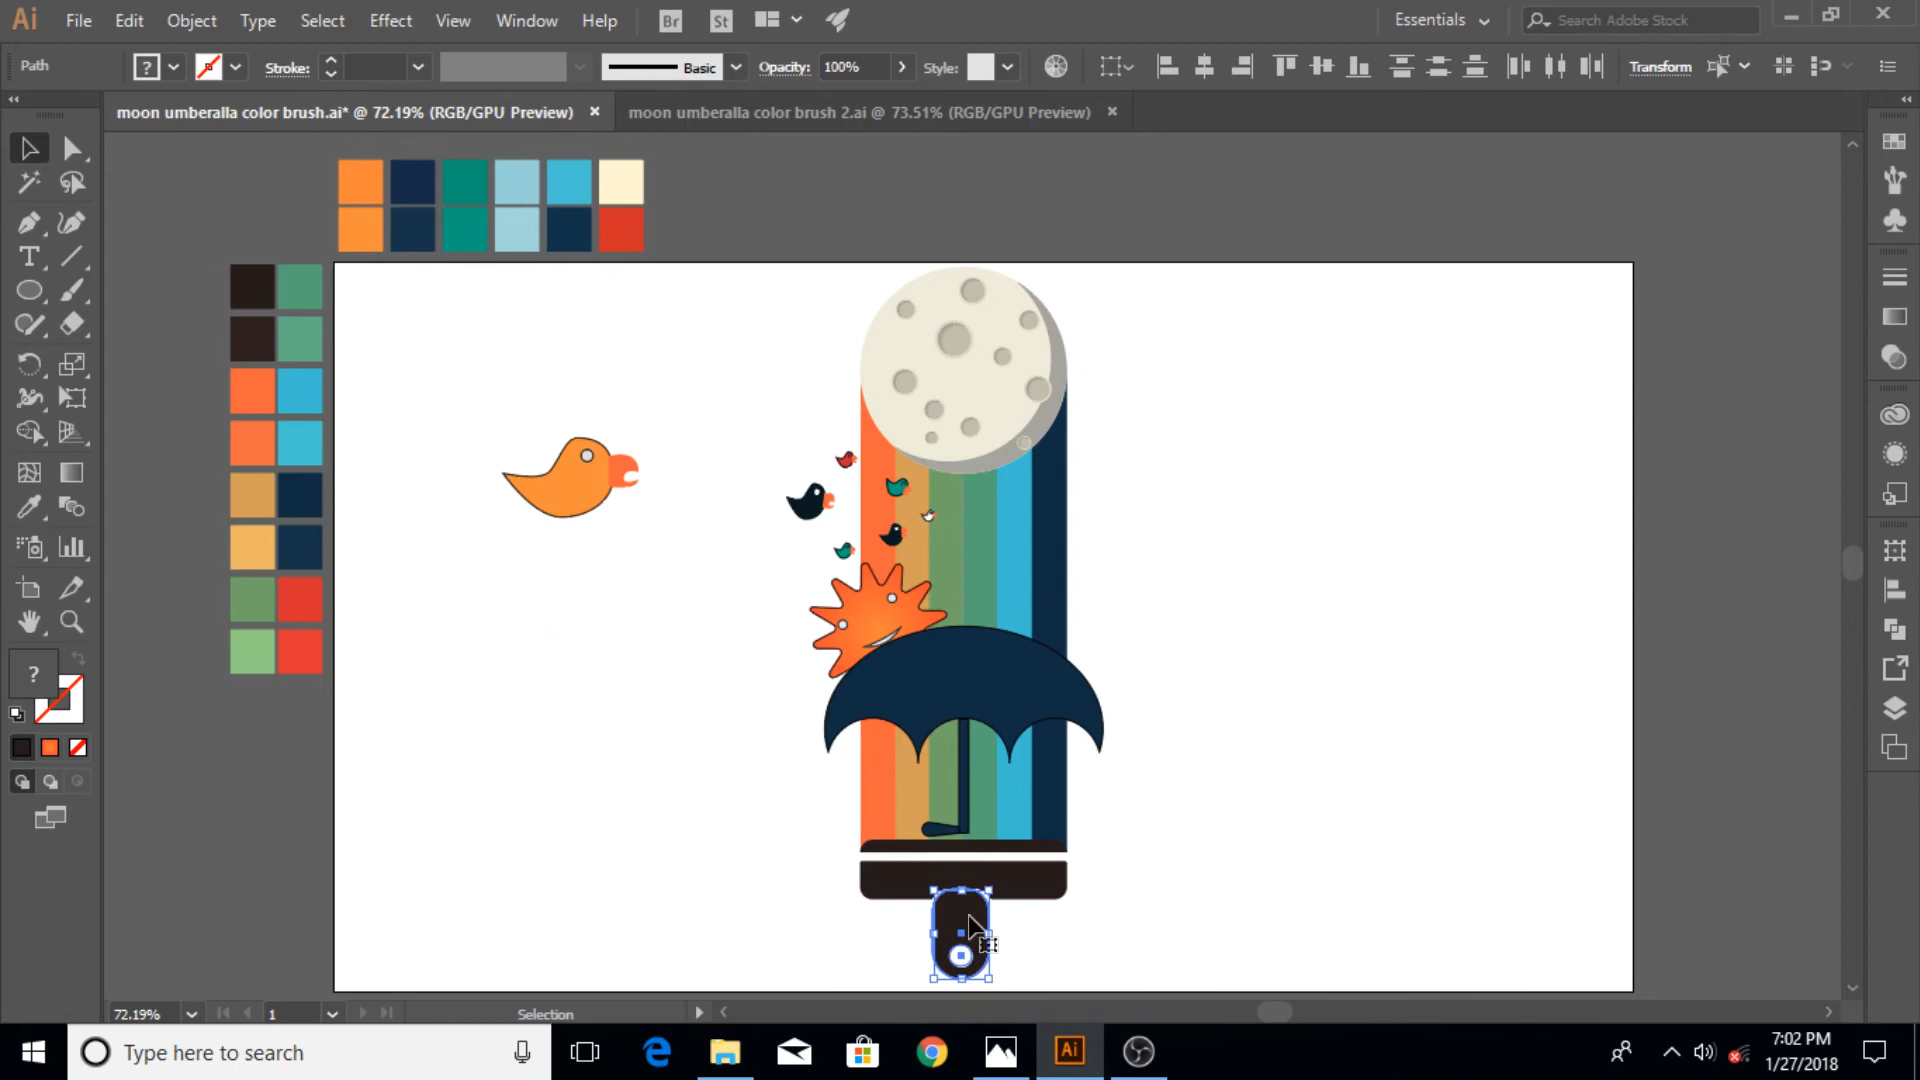 Ai File Edit Object Type Select Effect View Window Help Br St Essentials Search Adobe Stock
Path ? Stroke: Basic Opacity: 100% Style: Transform
moon umberalla color brush.ai* @ 72.19% (RGB/GPU Preview) moon umberalla color brush 2.ai @ 73.51% (RGB/GPU Preview)
T
?
72.19% 1 Selection
Type here to search Ai 7:02 PM
1/27/2018